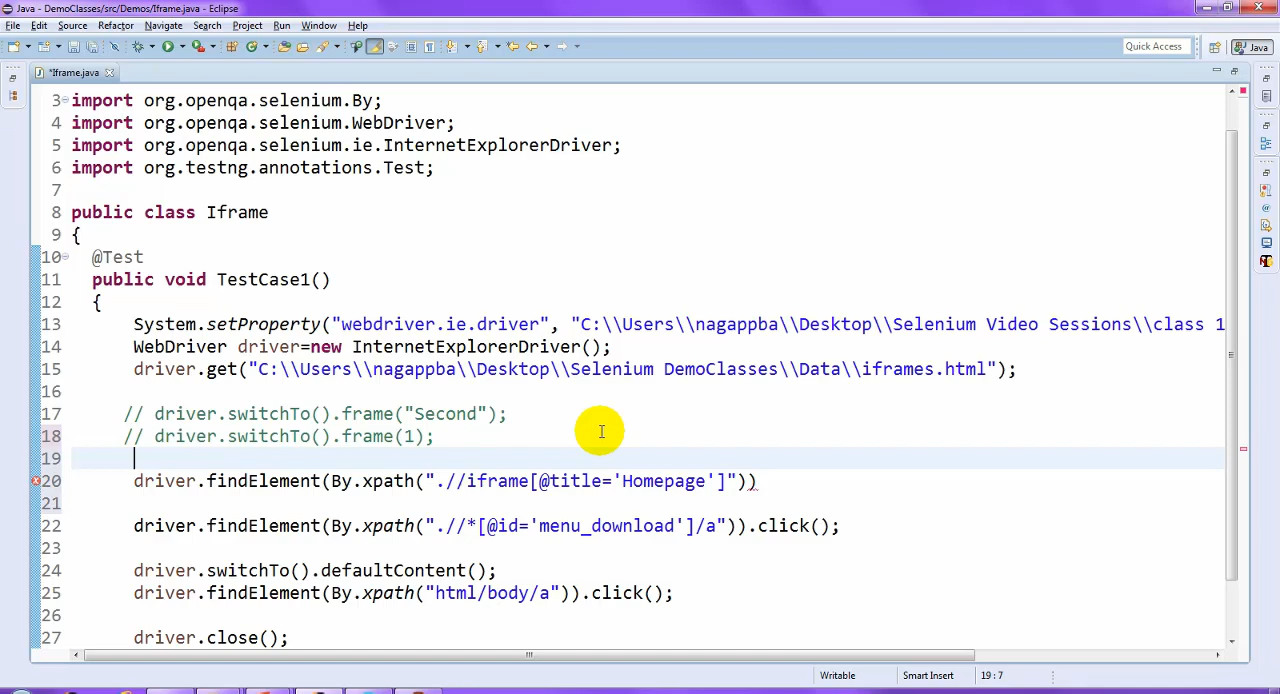 Java - DemoClasses/src/Demos/Iframe.java - Eclipse
File Edit Source Refactor Navigate Search Project Run Window Help
Quick Access Java
*Iframe.java
3 import org.openqa.selenium.By;
4 import org.openqa.selenium.WebDriver;
5 import org.openqa.selenium.ie.InternetExplorerDriver;
6 import org.testng.annotations.Test;
7
8 public class Iframe
9 {
10 @Test
11 public void TestCase1()
12 {
13 System.setProperty("webdriver.ie.driver", "C:\\Users\\nagappba\\Desktop\\Selenium Video Sessions\\class 1
14 WebDriver driver=new InternetExplorerDriver();
15 driver.get("C:\\Users\\nagappba\\Desktop\\Selenium DemoClasses\\Data\\iframes.html");
16
17 // driver.switchTo().frame("Second");
18 // driver.switchTo().frame(1);
19
20 driver.findElement(By.xpath(".//iframe[@title='Homepage']"))
21
22 driver.findElement(By.xpath(".//*[@id='menu_download']/a")).click();
23
24 driver.switchTo().defaultContent();
25 driver.findElement(By.xpath("html/body/a")).click();
26
27 driver.close();
Writable Smart Insert 19 : 7